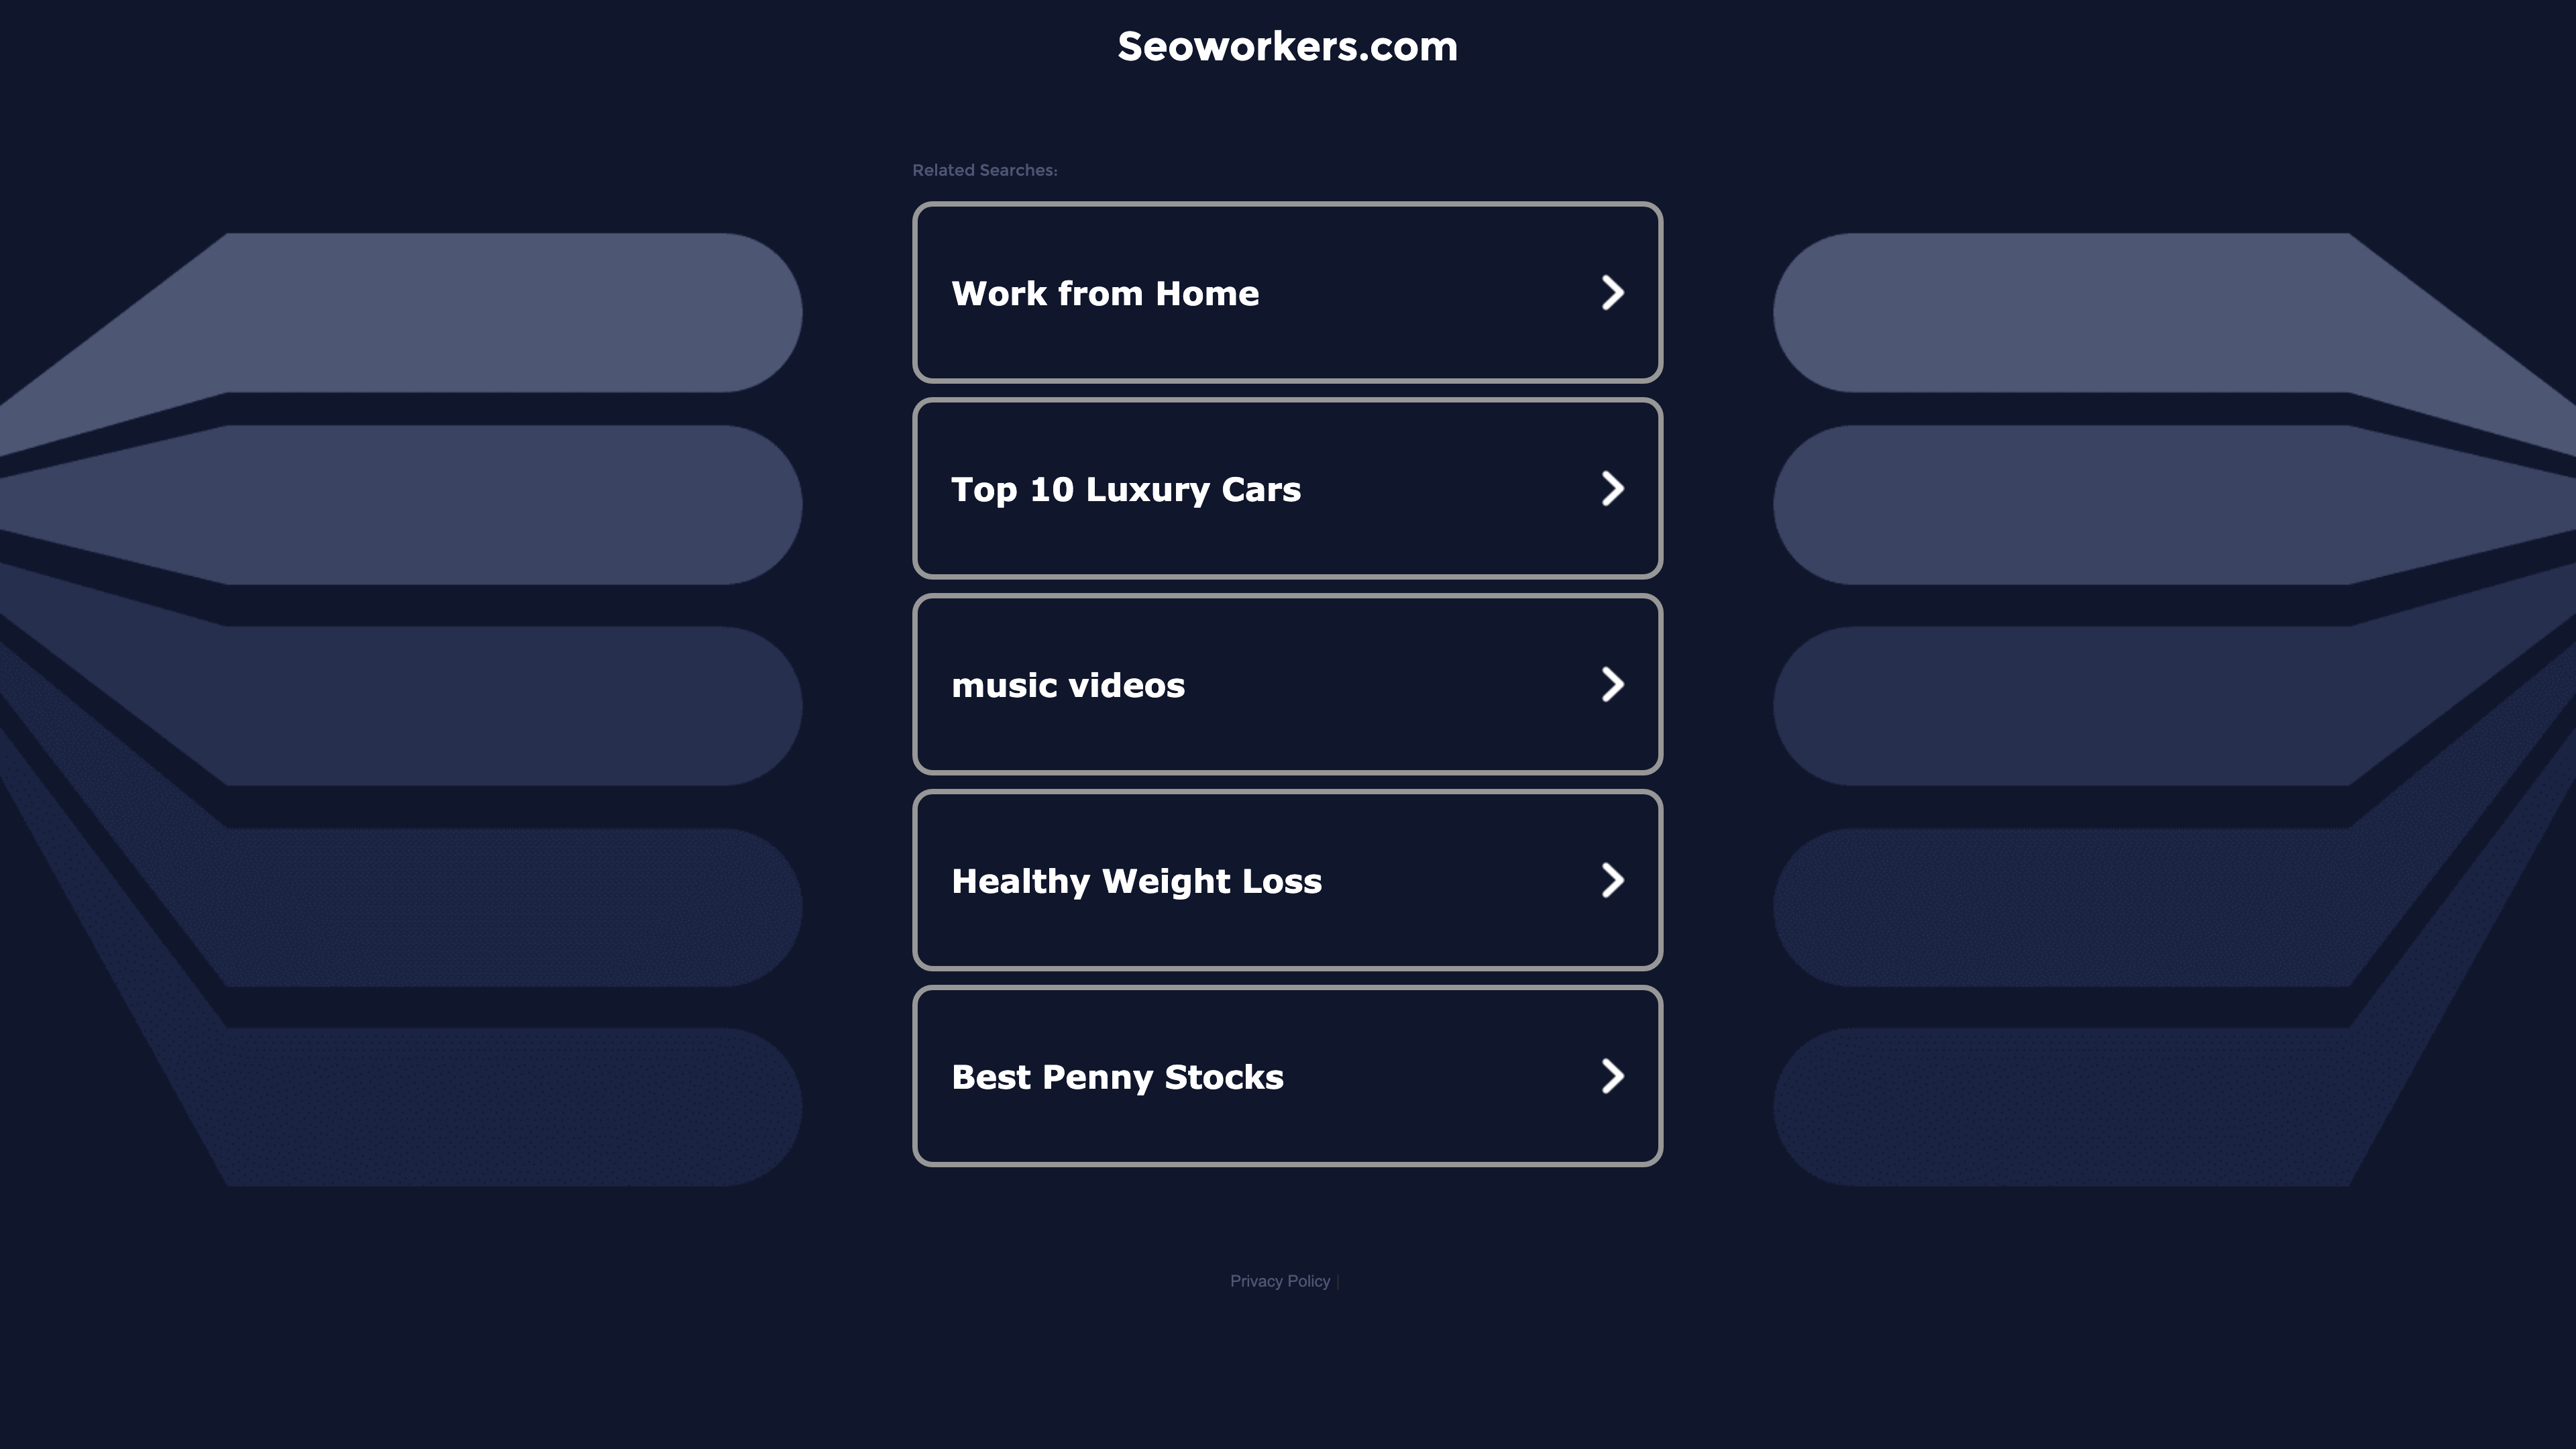 Seoworkers.com
Related Searches:
Work from Home
Top 10 Luxury Cars
music videos
Healthy Weight Loss
Best Penny Stocks
Privacy Policy |